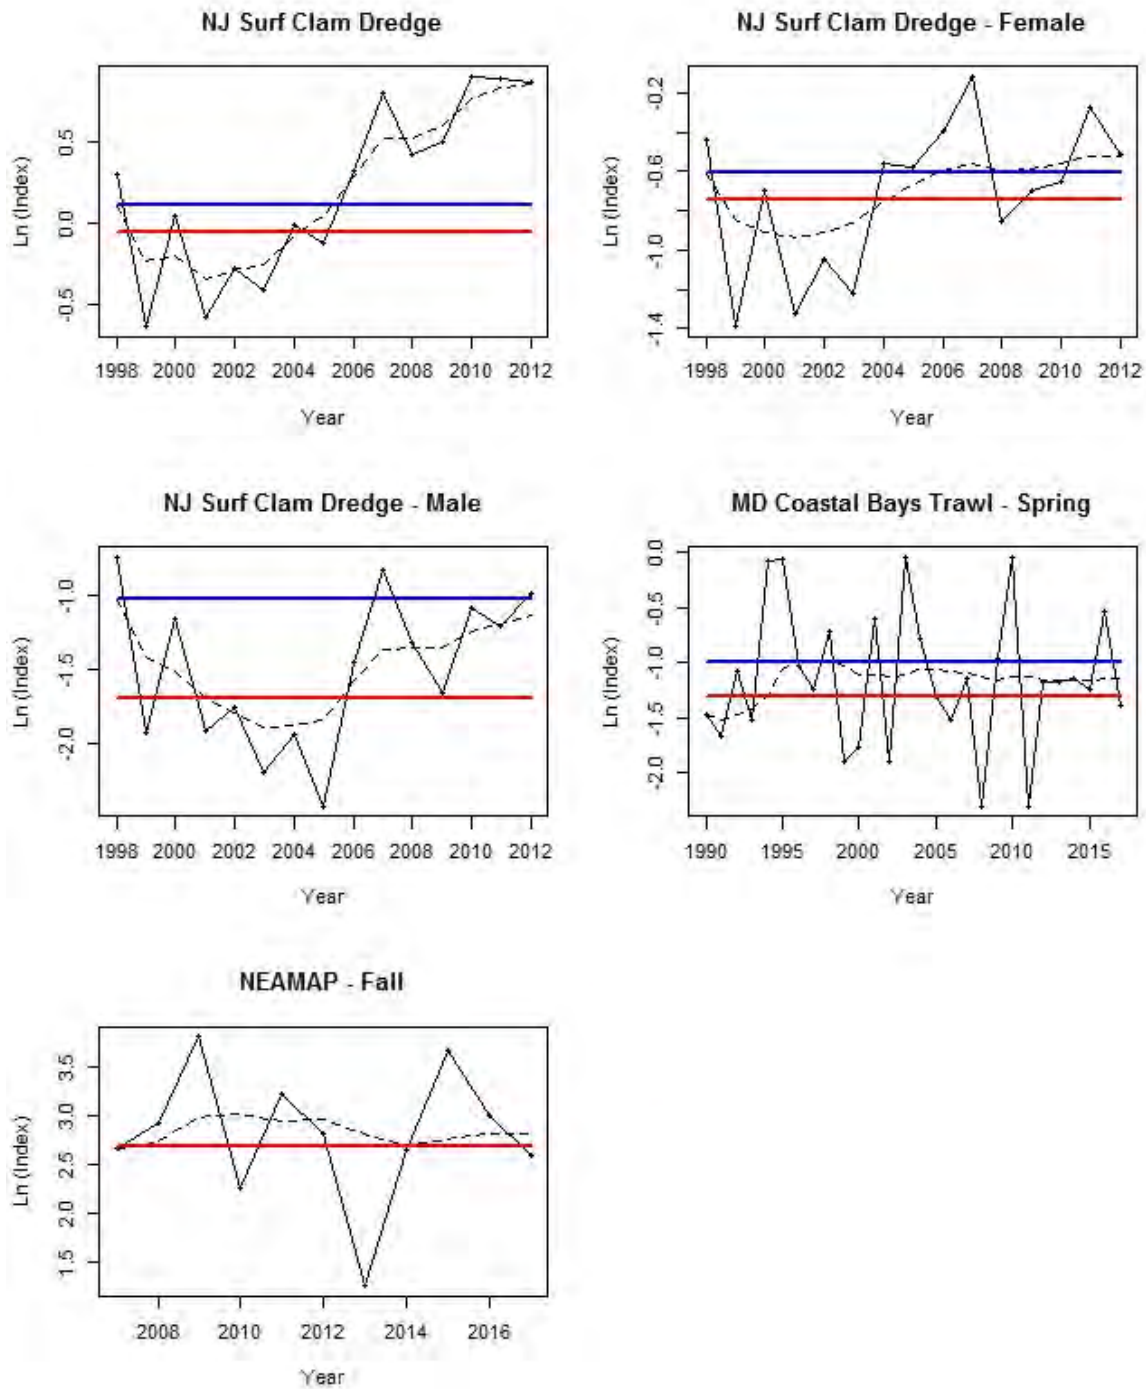 NJ Surf Clam Dredge
Ln (Index)
0.5
0.0
-0.5
1998 2000 2002 2004 2006 2008 2010 2012
Year
NJ Surf Clam Dredge - Female
Ln (Index)
-0.2
-0.6
-1.0
-1.4
1998 2000 2002 2004 2006 2008 2010 2012
Year
NJ Surf Clam Dredge - Male
Ln (Index)
-1.0
-1.5
-2.0
1998 2000 2002 2004 2006 2008 2010 2012
Year
MD Coastal Bays Trawl - Spring
Ln (Index)
0.0
-0.5
-1.0
-1.5
-2.0
1990 1995 2000 2005 2010 2015
Year
NEAMAP - Fall
Ln (Index)
3.5
3.0
2.5
2.0
1.5
2008 2010 2012 2014 2016
Year